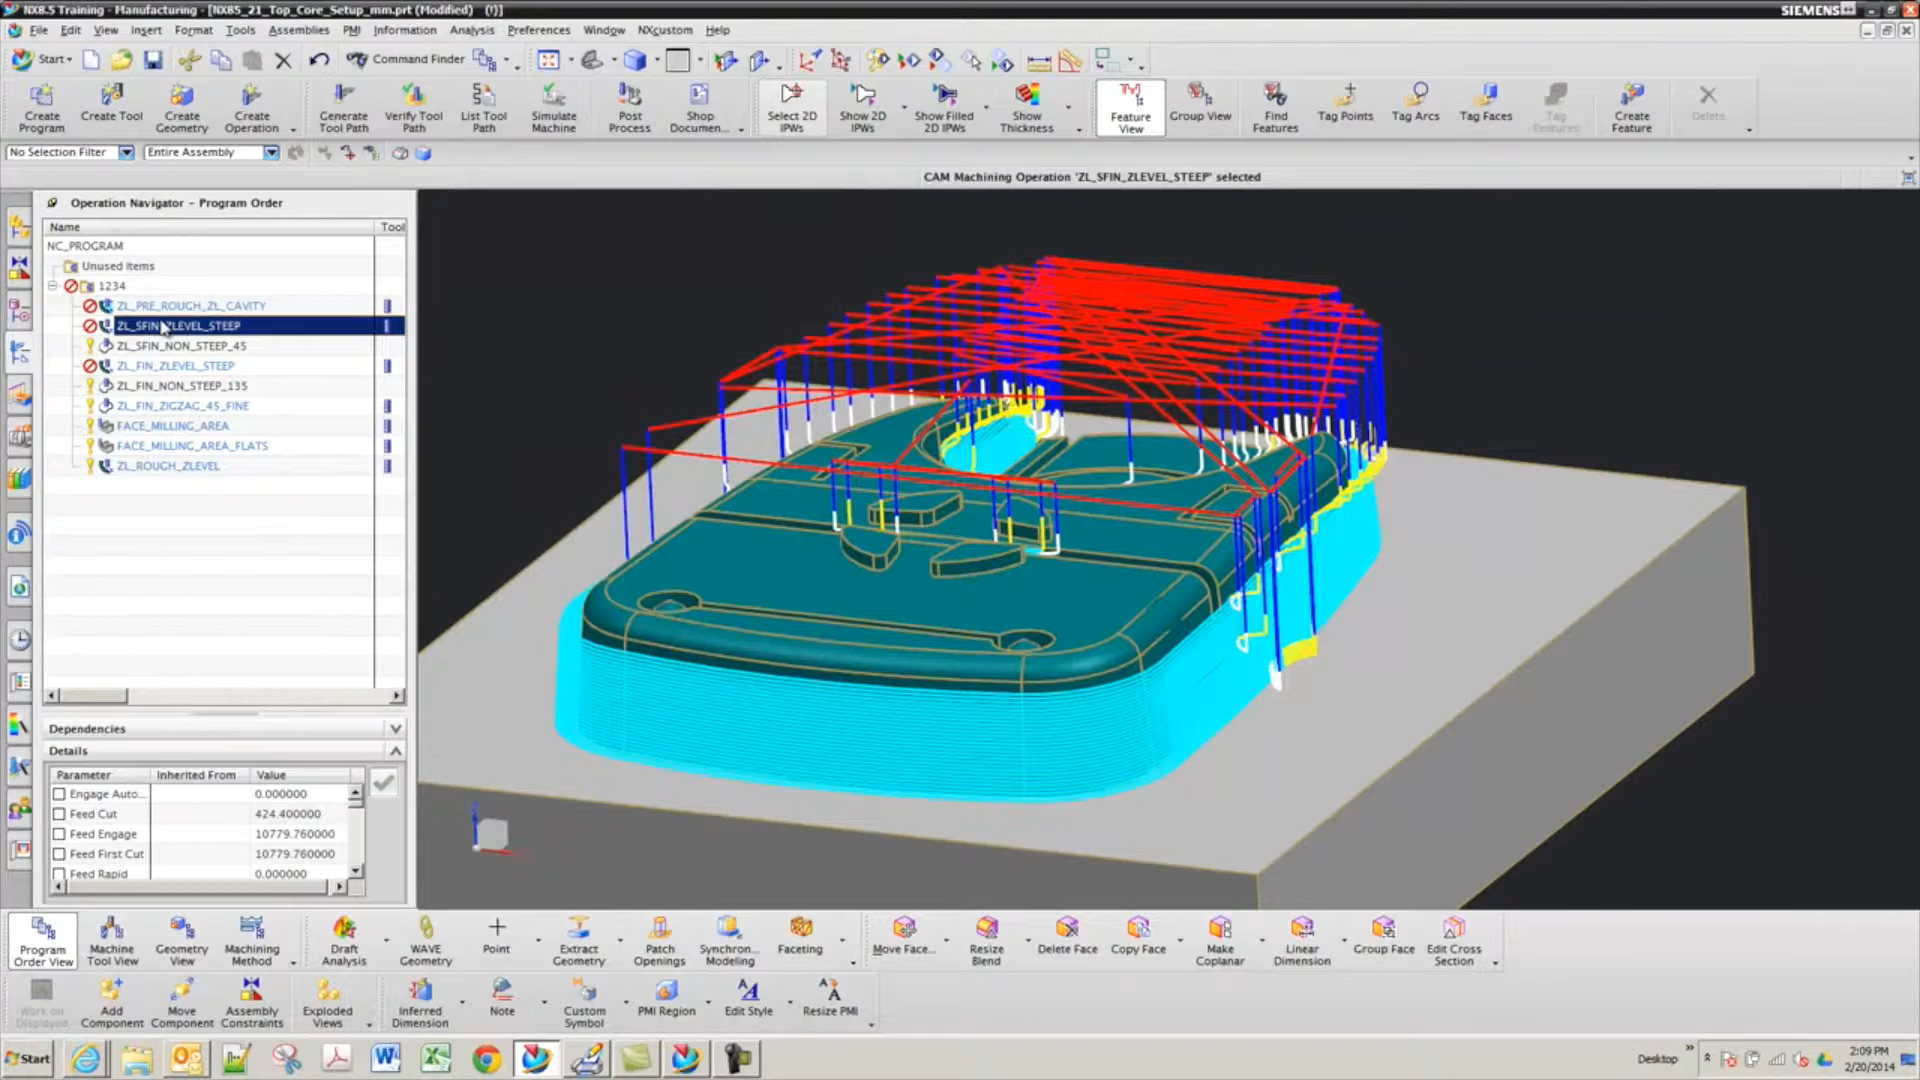 NX8.5 Training - Manufacturing - [NX85_21_Top_Core_Setup_mm.prt (Modified) (!)]
SIEMENS
File Edit View Insert Format Tools Assemblies PMI Information Analysis Preferences Window NXcustom Help
Start Command Finder
Create Program
Create Tool
Create Geometry
Create Operation
Generate Tool Path
Verify Tool Path
List Tool Path
Simulate Machine
Post Process
Shop Documen...
Select 2D IPWs
Show 2D IPWs
Show Filled 2D IPWs
Show Thickness
Feature View
Group View
Find Features
Tag Points
Tag Arcs
Tag Faces
Tag Features
Create Feature
Delete
No Selection Filter
Entire Assembly
CAM Machining Operation 'ZL_SFIN_ZLEVEL_STEEP' selected
Operation Navigator - Program Order
Name Tool
NC_PROGRAM
Unused Items
1234
ZL_PRE_ROUGH_ZL_CAVITY
ZL_SFIN_ZLEVEL_STEEP
ZL_SFIN_NON_STEEP_45
ZL_FIN_ZLEVEL_STEEP
ZL_FIN_NON_STEEP_135
ZL_FIN_ZIGZAG_45_FINE
FACE_MILLING_AREA
FACE_MILLING_AREA_FLATS
ZL_ROUGH_ZLEVEL
Dependencies
Details
Parameter Inherited From Value
Engage Auto... 0.000000
Feed Cut 424.400000
Feed Engage 10779.760000
Feed First Cut 10779.760000
Feed Rapid 0.000000
Program Order View
Machine Tool View
Geometry View
Machining Method
Draft Analysis
WAVE Geometry
Point
Extract Geometry
Patch Openings
Synchron... Modeling
Faceting
Move Face...
Resize Blend
Delete Face
Copy Face
Make Coplanar
Linear Dimension
Group Face
Edit Cross Section
Work on Displayed
Add Component
Move Component
Assembly Constraints
Exploded Views
Inferred Dimension
Note
Custom Symbol
PMI Region
Edit Style
Resize PMI
Start
Desktop
2:09 PM
2/20/2014